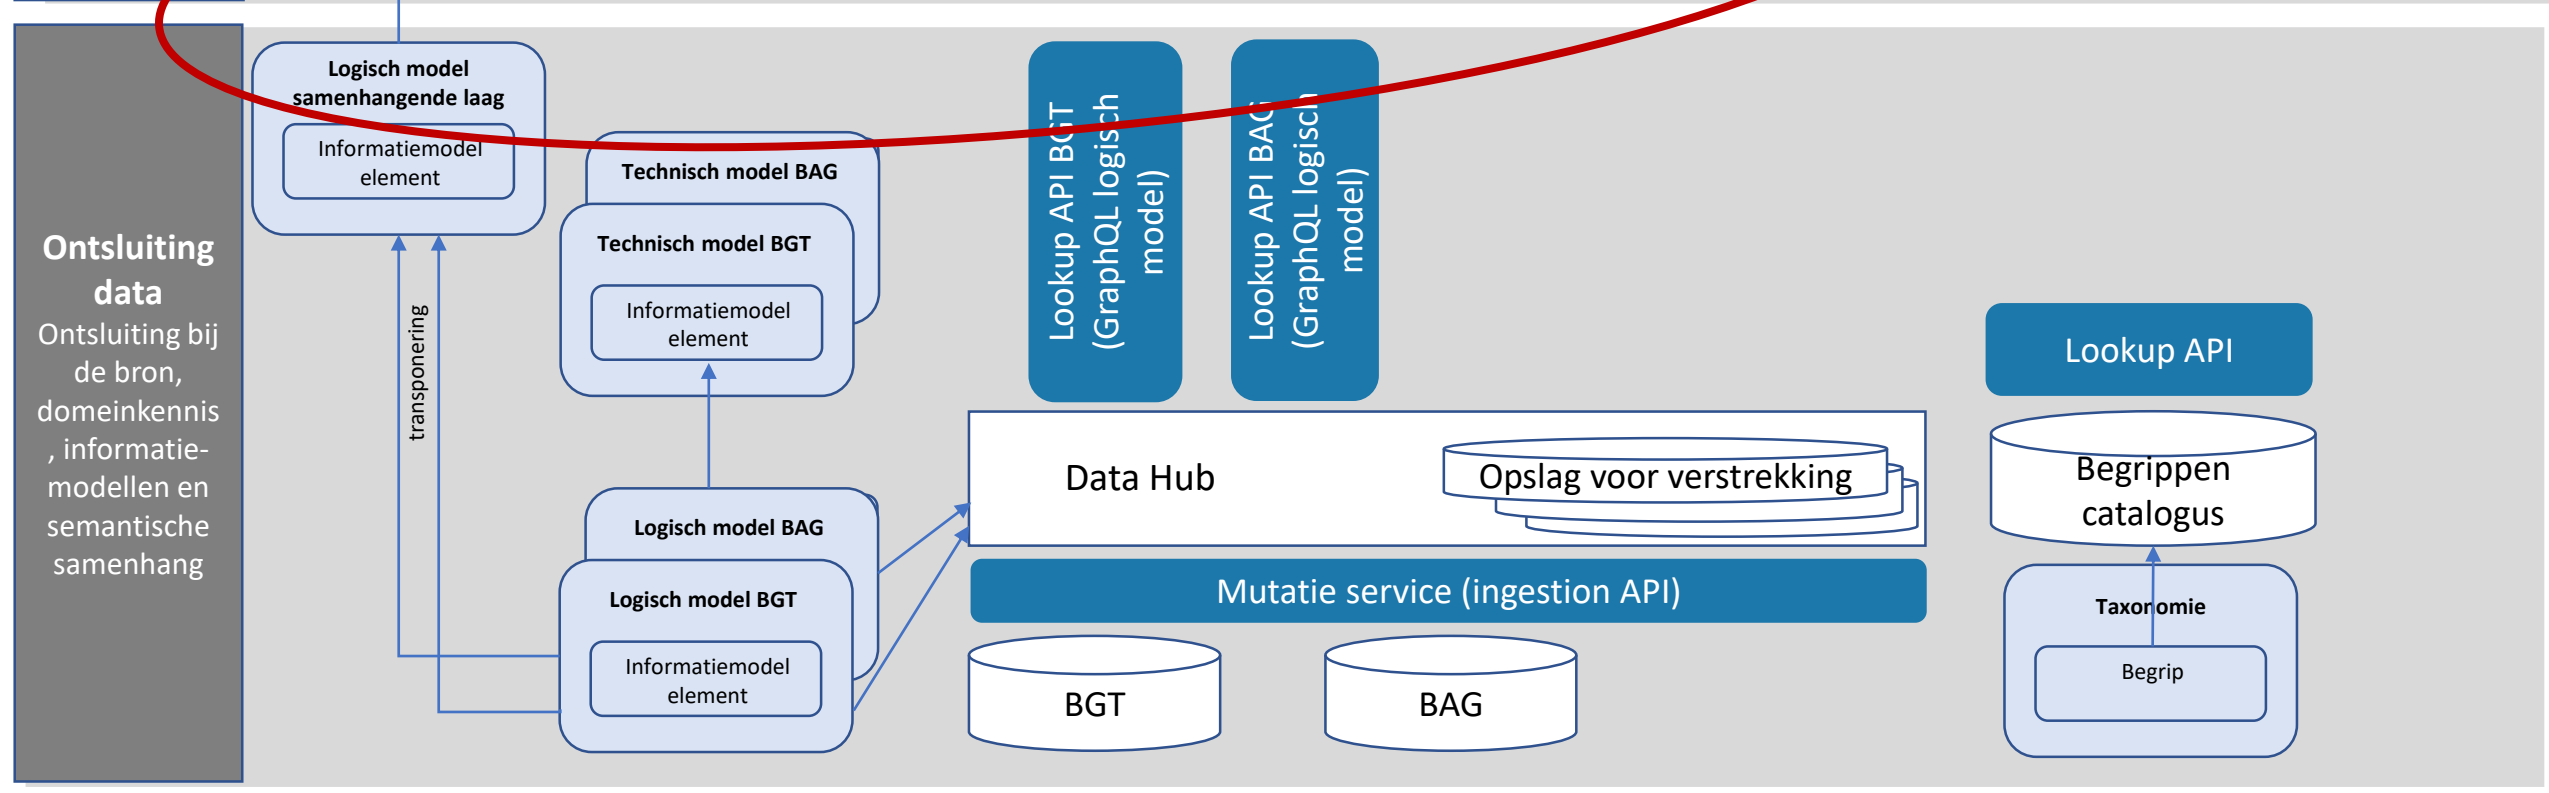 Ontsluiting
data
Ontsluiting bij
de bron,
domeinkennis
, informatie-
modellen en
semantische
samenhang
Logisch model
samenhangende laag
Informatiemodel
element
transponering
Technisch model BAG
Technisch model BGT
Informatiemodel
element
Logisch model BAG
Logisch model BGT
Informatiemodel
element
Lookup API BGT
(GraphQL logisch
model)
Lookup API BAG
(GraphQL logisch
model)
Data Hub
Opslag voor verstrekking
Mutatie service (ingestion API)
BGT
BAG
Lookup API
Begrippen
catalogus
Taxonomie
Begrip